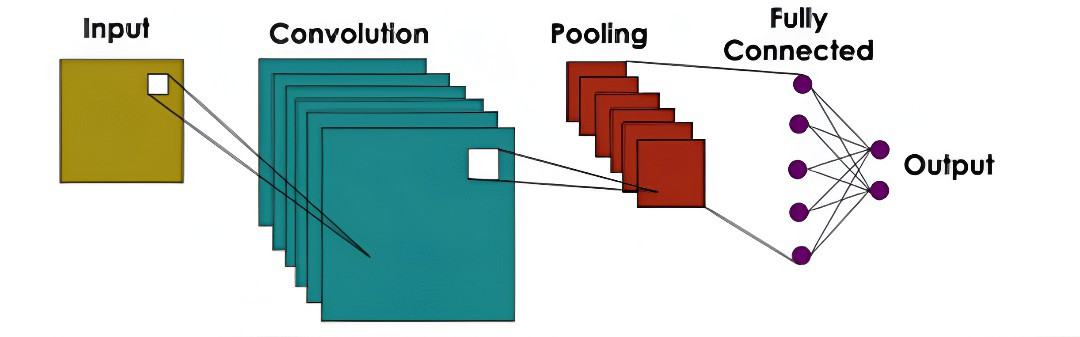 Input
Convolution
Pooling
Fully
Connected
Output